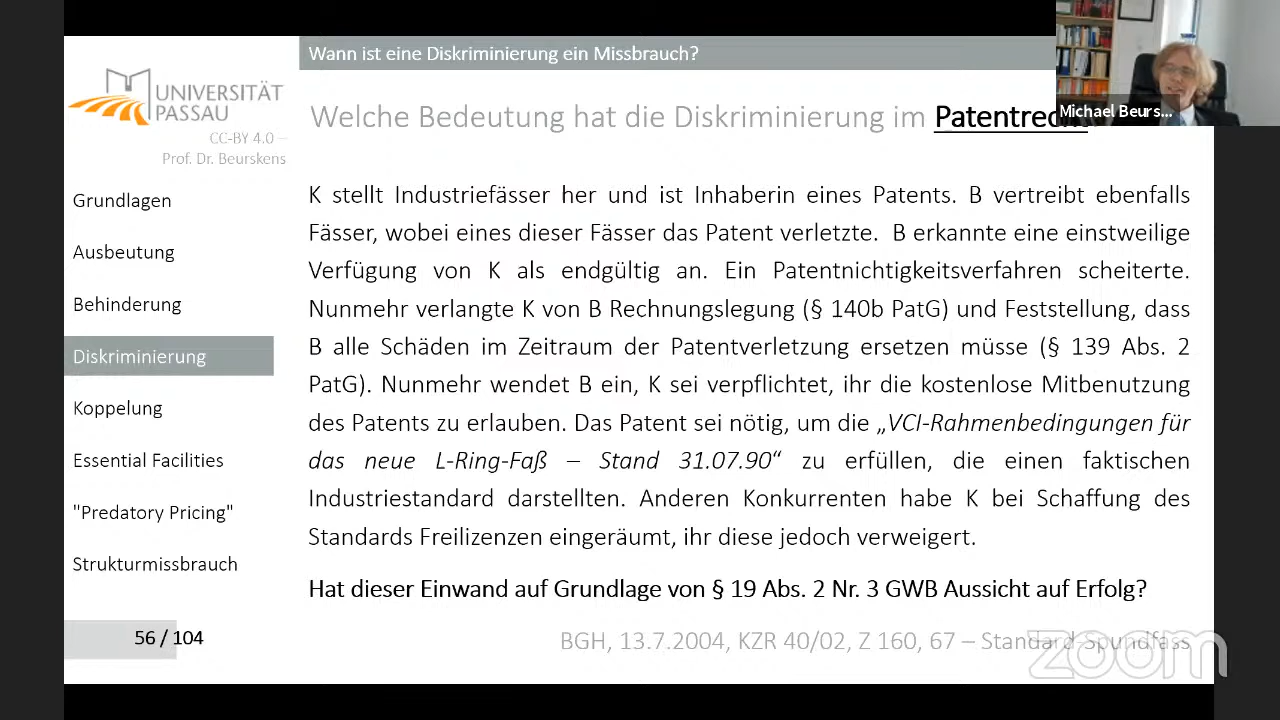 Wann ist eine Diskriminierung ein Missbrauch?
UNIVERSITÄT
PASSAU
CC-BY 4.0 –
Prof. Dr. Beurskens
Welche Bedeutung hat die Diskriminierung im
Michael Beurs...
Grundlagen
Ausbeutung
Behinderung
Diskriminierung
Koppelung
Essential Facilities
"Predatory Pricing"
Strukturmissbrauch
56 / 104
K stellt Industriefässer her und ist Inhaberin eines Patents. B vertreibt ebenfalls
Fässer, wobei eines dieser Fässer das Patent verletzte. B erkannte eine einstweilige
Verfügung von K als endgültig an. Ein Patentnichtigkeitsverfahren scheiterte.
Nunmehr verlangte K von B Rechnungslegung (§ 140b PatG) und Feststellung, dass
B alle Schäden im Zeitraum der Patentverletzung ersetzen müsse (§ 139 Abs. 2
PatG). Nunmehr wendet B ein, K sei verpflichtet, ihr die kostenlose Mitbenutzung
des Patents zu erlauben. Das Patent sei nötig, um die „VCI-Rahmenbedingungen für
das neue L-Ring-Faß – Stand 31.07.90“ zu erfüllen, die einen faktischen
Industriestandard darstellten. Anderen Konkurrenten habe K bei Schaffung des
Standards Freilizenzen eingeräumt, ihr diese jedoch verweigert.
Hat dieser Einwand auf Grundlage von § 19 Abs. 2 Nr. 3 GWB Aussicht auf Erfolg?
BGH, 13.7.2004, KZR 40/02, Z 160, 67 – Standard-Spundfass
zoom